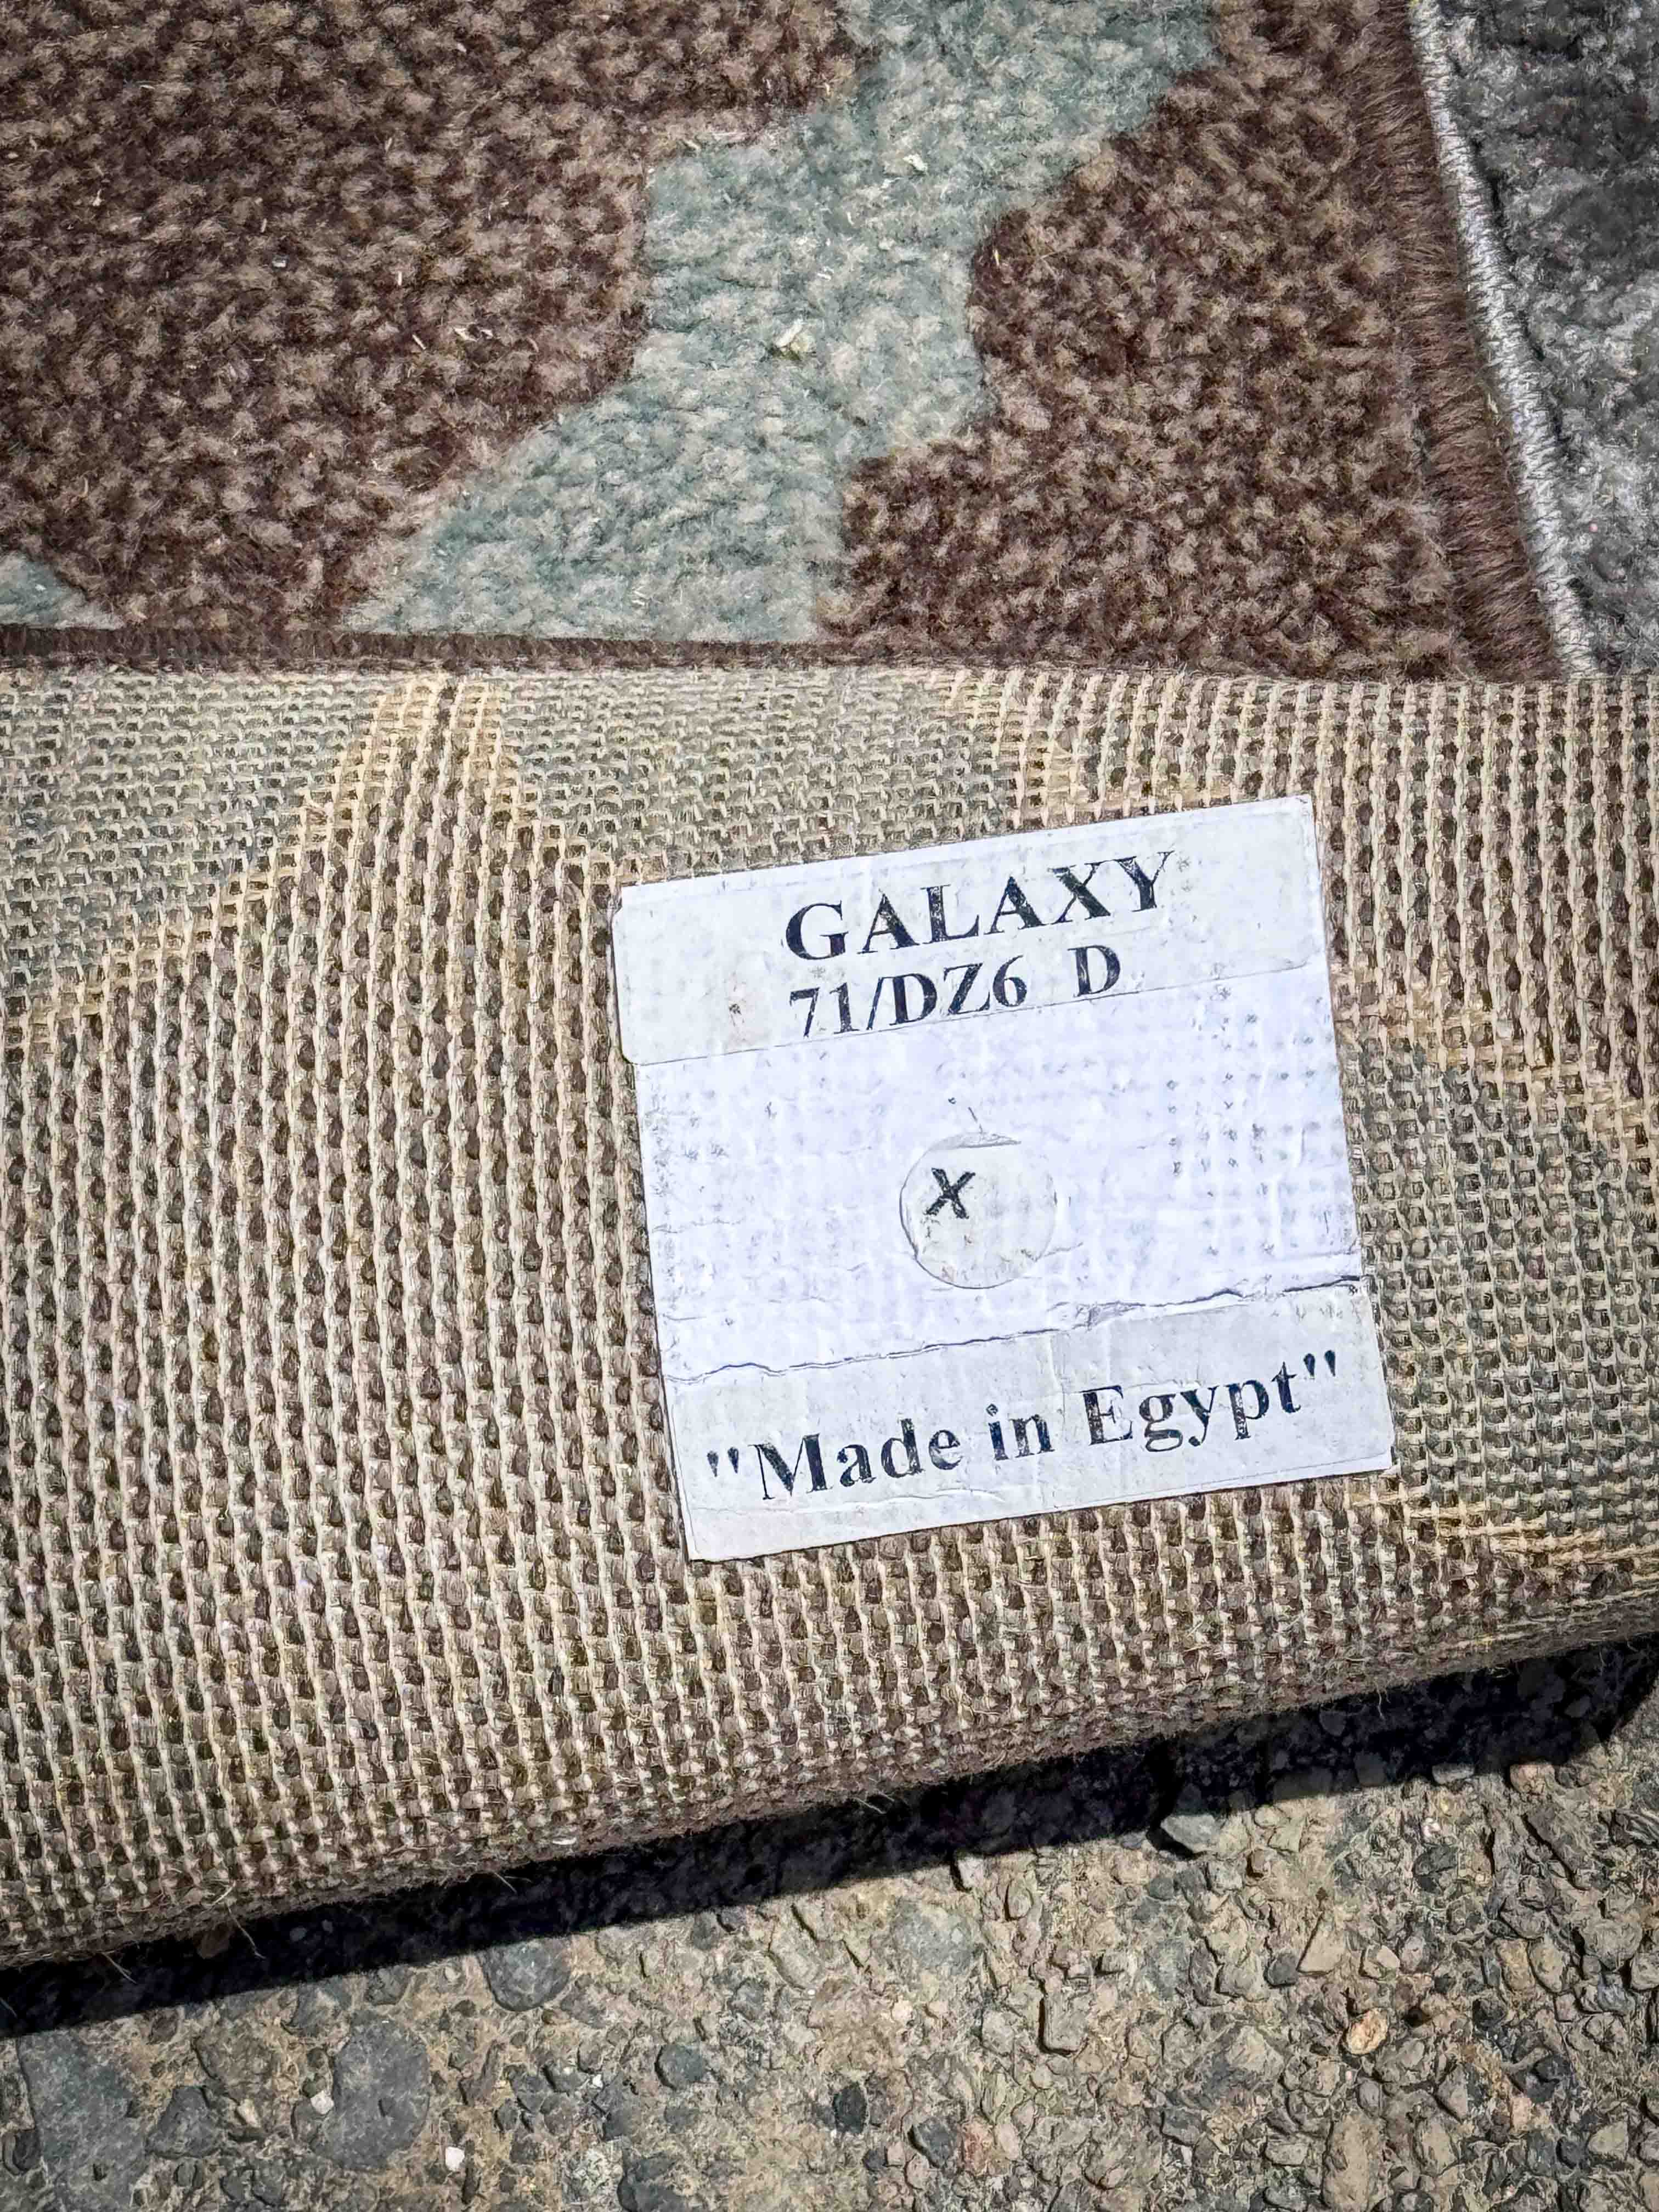 GALAXY
71/DZ6 D
X
"Made in Egypt"